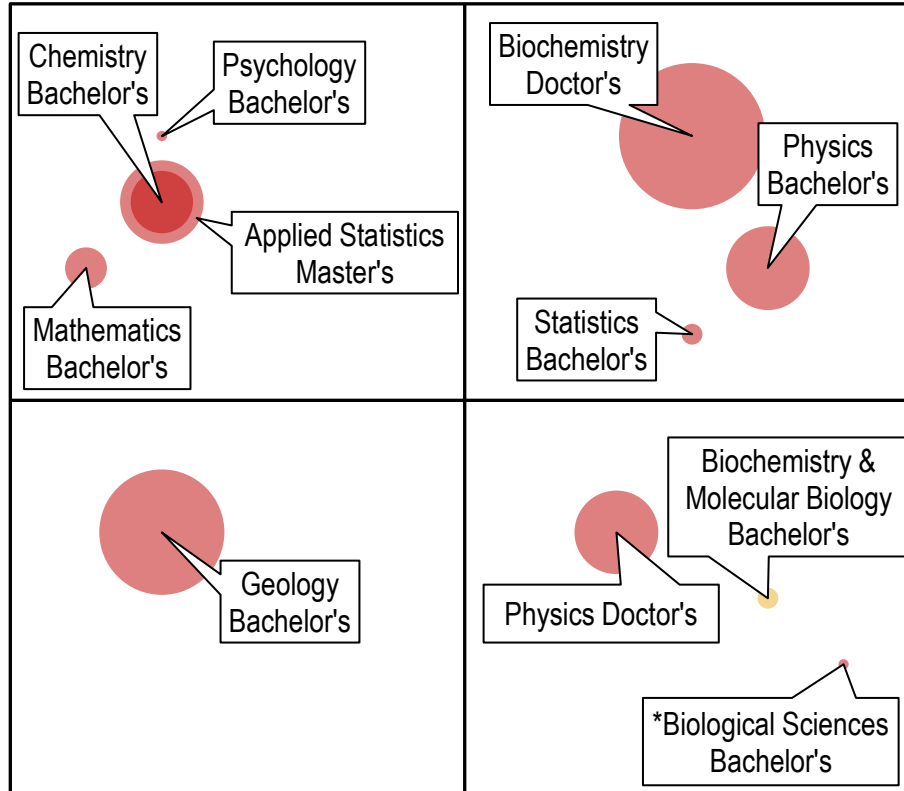 Chemistry
Bachelor's
Psychology
Bachelor's
Applied Statistics
Master's
Mathematics
Bachelor's
Biochemistry
Doctor's
Physics
Bachelor's
Statistics
Bachelor's
Geology
Bachelor's
Biochemistry &
Molecular Biology
Bachelor's
Physics Doctor's
*Biological Sciences
Bachelor's